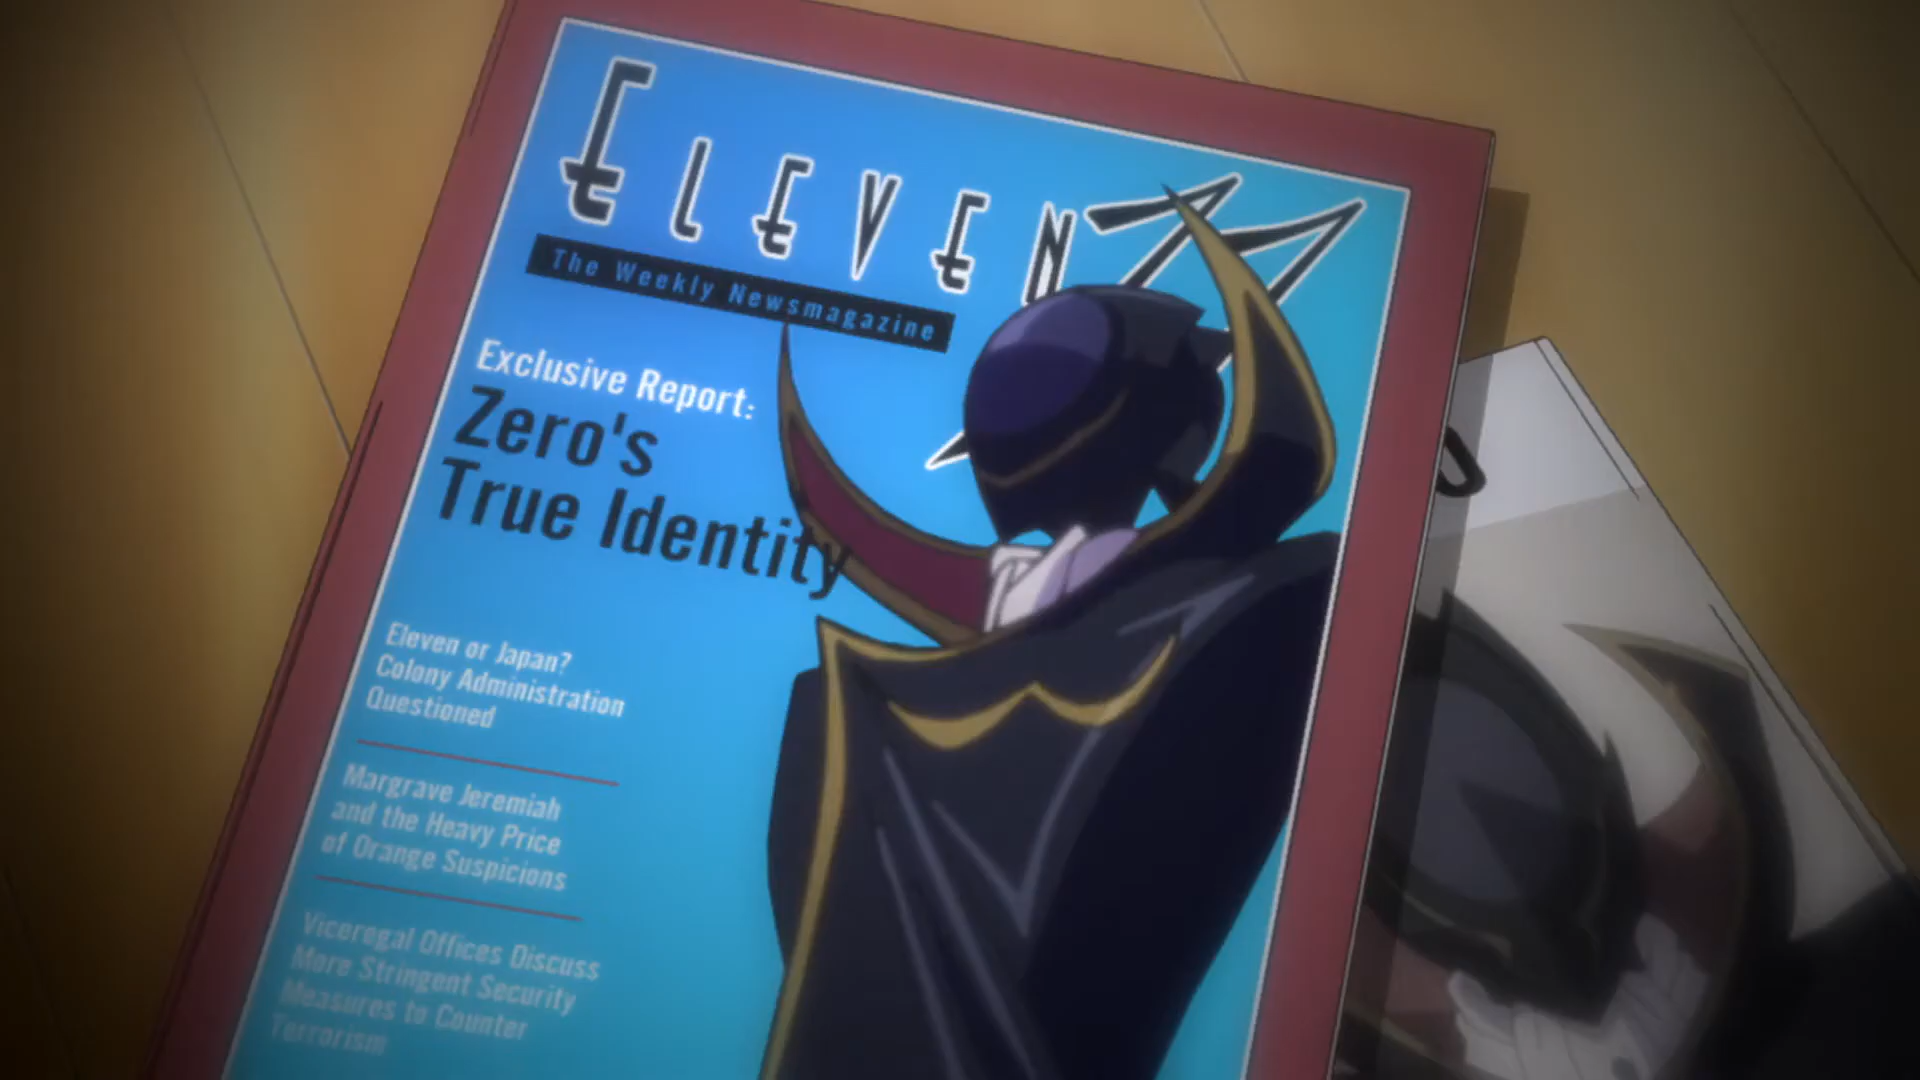 Eleven
The Weekly Newsmagazine
Exclusive Report:
Zero's
True Identity
Eleven or Japan?
Colony Administration
Questioned
Margrave Jeremiah
and the Heavy Price
of Orange Suspicions
Viceregal Offices Discuss
More Stringent Security
Measures to Counter
Terrorism